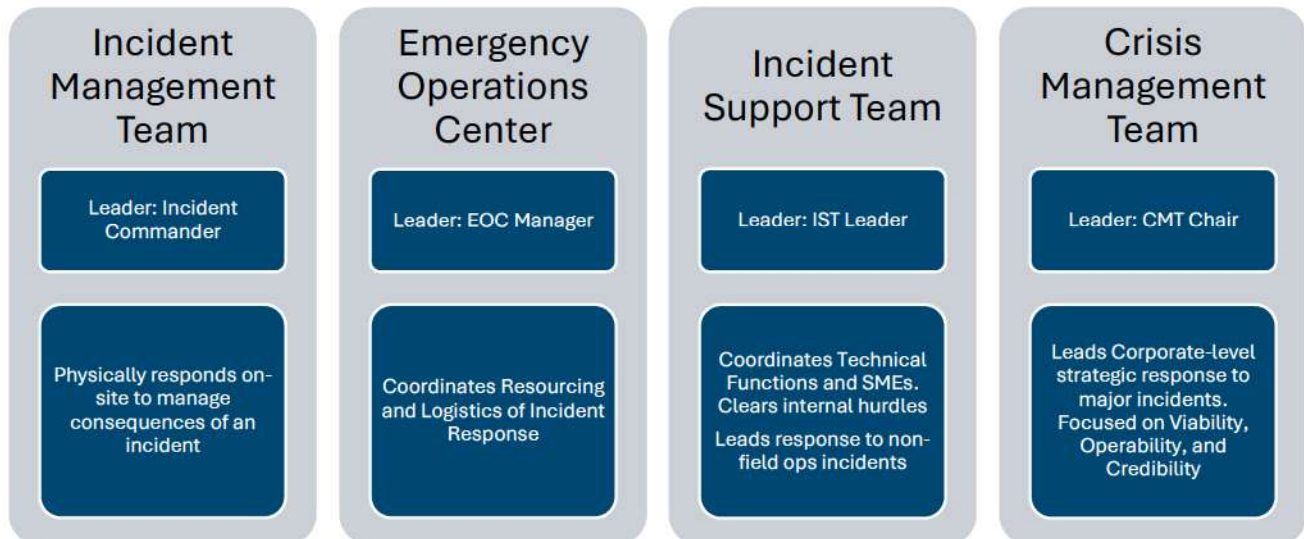 Incident
Management
Team
Leader: Incident
Commander
Physically responds on-
site to manage
consequences of an
incident
Emergency
Operations
Center
Leader: EOC Manager
Coordinates Resourcing
and Logistics of Incident
Response
Incident
Support Team
Leader: IST Leader
Coordinates Technical
Functions and SMEs.
Clears internal hurdles
Leads response to non-
field ops incidents
Crisis
Management
Team
Leader: CMT Chair
Leads Corporate-level
strategic response to
major incidents.
Focused on Viability,
Operability, and
Credibility